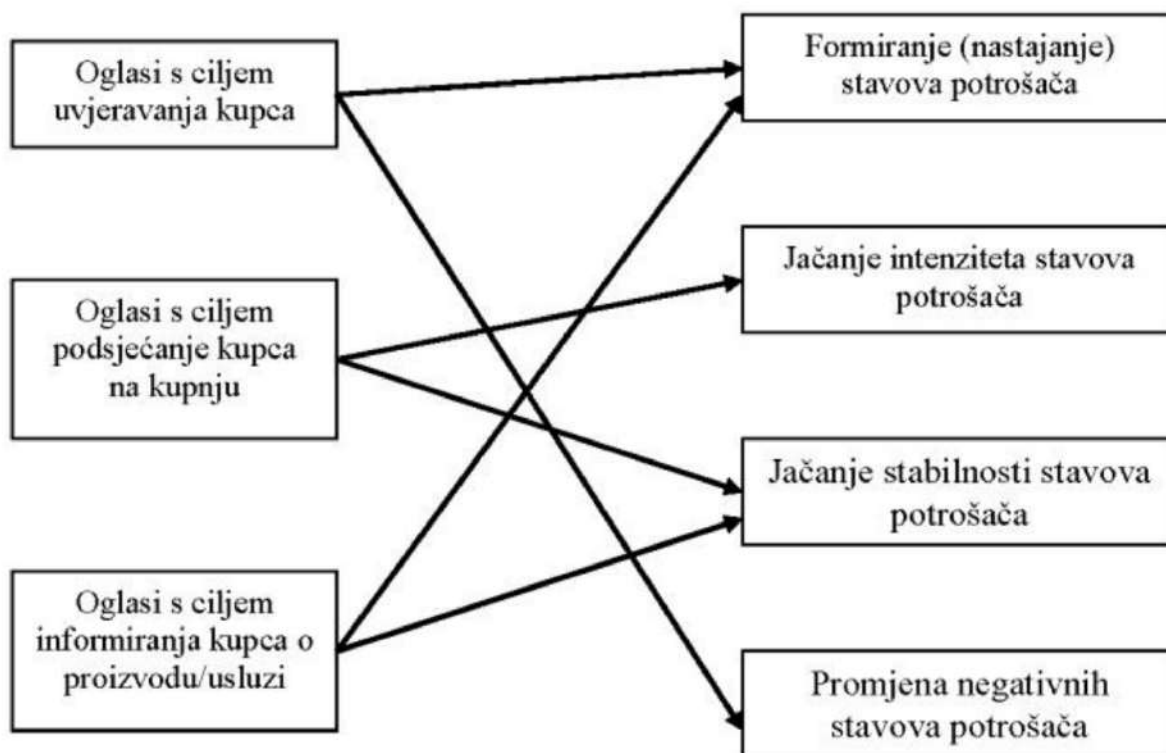 Oglasi s ciljem
uvjeravanja kupca
Oglasi s ciljem
podsjećanje kupca
na kupnju
Oglasi s ciljem
informiranja kupca o
proizvodu/usluzi
Formiranje (nastajanje)
stavova potrošača
Jačanje intenziteta stavova
potrošača
Jačanje stabilnosti stavova
potrošača
Promjena negativnih
stavova potrošača